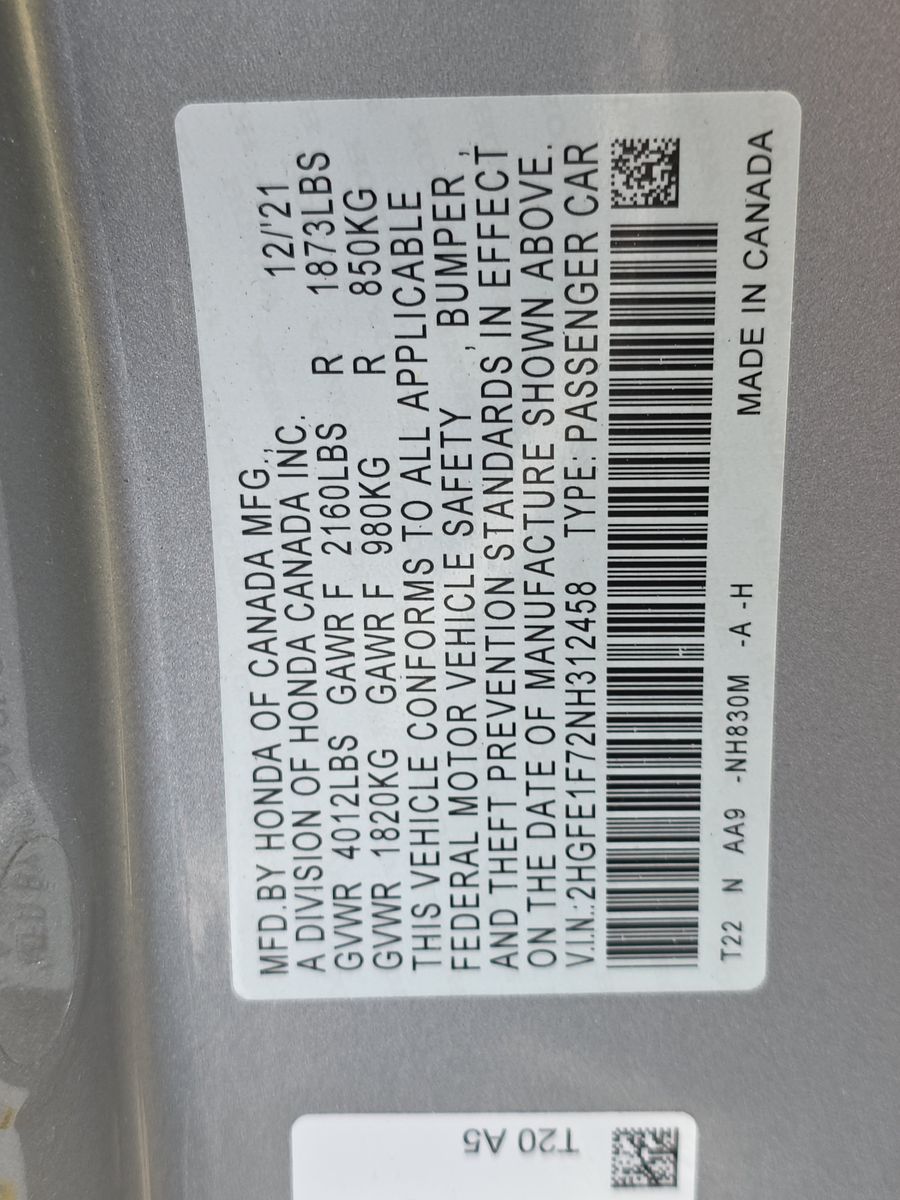 MFD.BY HONDA OF CANADA MFG., 12/'21
A DIVISION OF HONDA CANADA INC.
GVWR 4012LBS GAWR F 2160LBS R 1873LBS
GVWR 1820KG GAWR F 980KG R 850KG
THIS VEHICLE CONFORMS TO ALL APPLICABLE
FEDERAL MOTOR VEHICLE SAFETY , BUMPER ,
AND THEFT PREVENTION STANDARDS IN EFFECT
ON THE DATE OF MANUFACTURE SHOWN ABOVE.
V.I.N.:2HGFE1F72NH312458 TYPE: PASSENGER CAR
T22 N AA9 -NH830M -A -H MADE IN CANADA
T20 A5